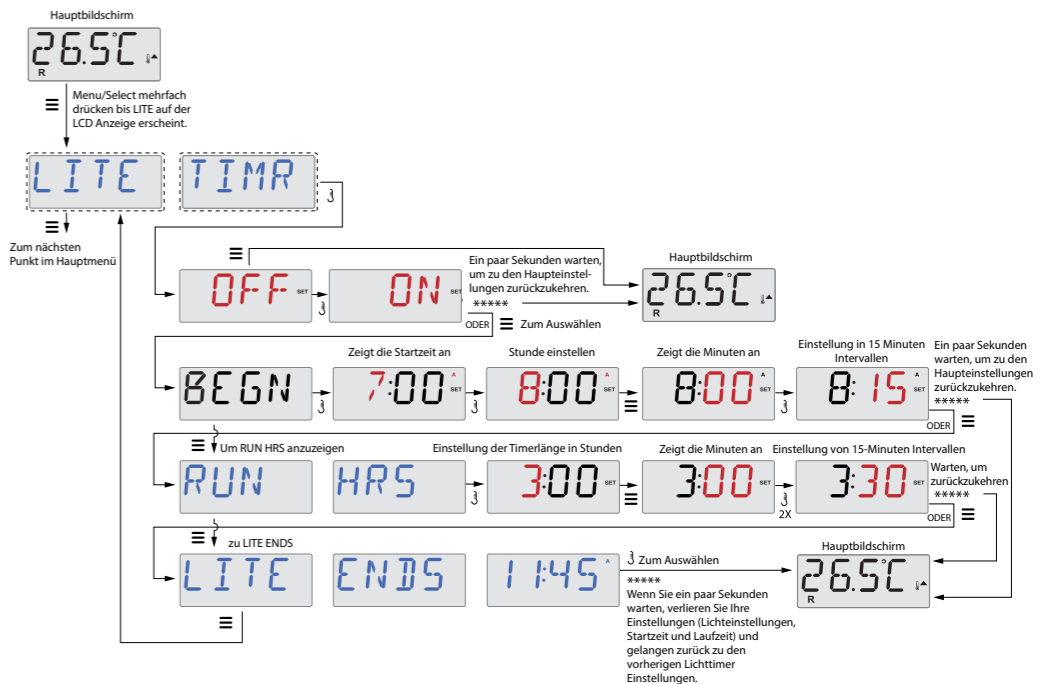 Hauptbildschirm
26.5°C
R
Menu/Select mehrfach
drücken bis LITE auf der
LCD Anzeige erscheint.
LITE TIMR
Zum nächsten
Punkt im Hauptmenü
OFF SET
ON SET
Ein paar Sekunden warten,
um zu den Haupteinstel-
lungen zurückzukehren.
*****
ODER
Zum Auswählen
Hauptbildschirm
26.5°C
R
BEGN
Zeigt die Startzeit an
7:00 A SET
Stunde einstellen
8:00 A SET
Zeigt die Minuten an
8:00 A SET
Einstellung in 15 Minuten
Intervallen
8:15 A SET
Ein paar Sekunden
warten, um zu den
Haupteinstellungen
zurückzukehren.
*****
ODER
Um RUN HRS anzuzeigen
RUN HRS
Einstellung der Timerlänge in Stunden
3:00 SET
Zeigt die Minuten an
3:00 SET
2X
Einstellung von 15-Minuten Intervallen
3:30 SET
Warten, um
zurückzukehren
*****
ODER
zu LITE ENDS
LITE ENDS 11:45 A
Zum Auswählen
*****
Wenn Sie ein paar Sekunden
warten, verlieren Sie Ihre
Einstellungen (Lichteinstellungen,
Startzeit und Laufzeit) und
gelangen zurück zu den
vorherigen Lichttimer
Einstellungen.
Hauptbildschirm
26.5°C
R